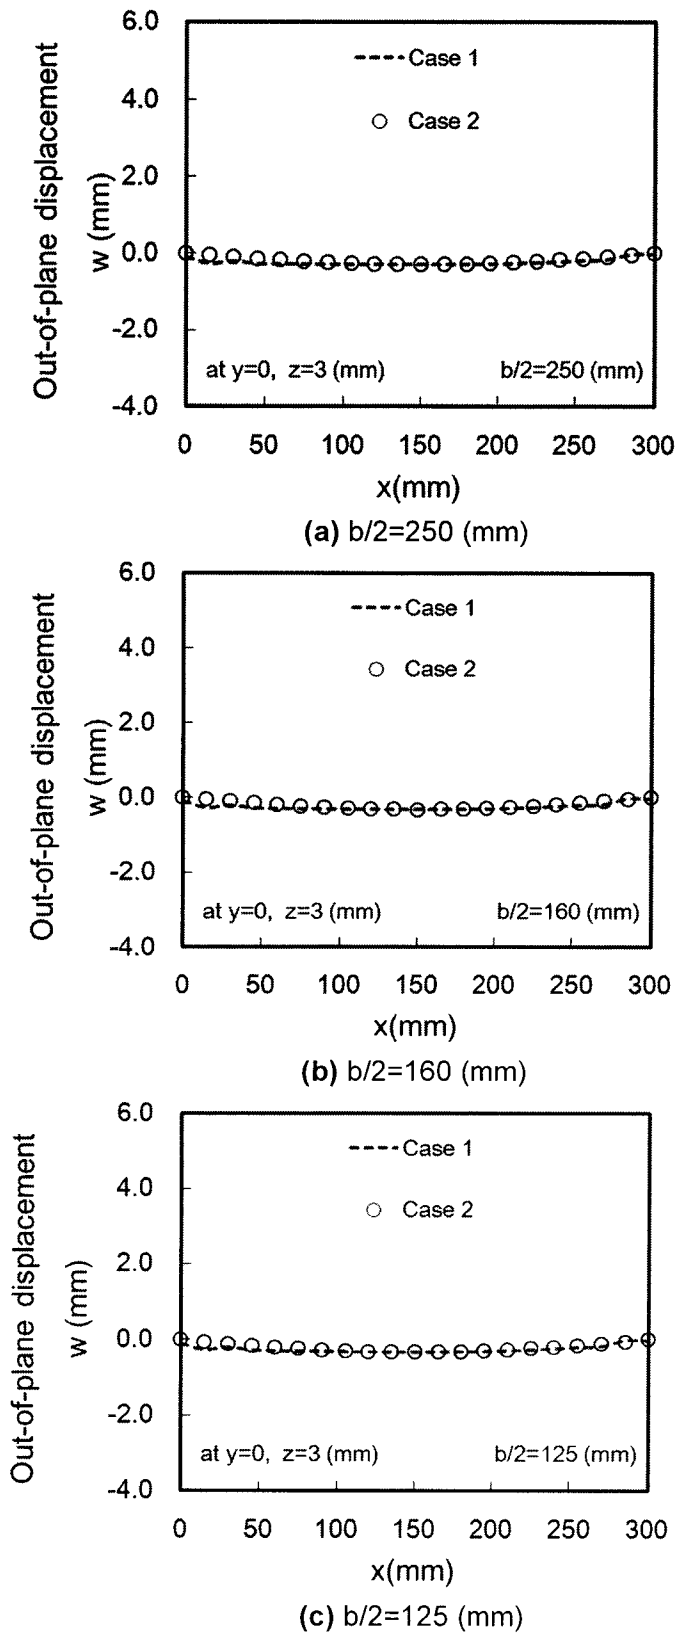 6.0
Case 1
4.0
Case 2
2.0
0.0
-2.0
at y=0, z=3 (mm)
b/2=250 (mm)
-4.0
Out-of-plane displacement
w (mm)
0 50 100 150 200 250 300
x(mm)
(a) b/2=250 (mm)
6.0
Case 1
4.0
Case 2
2.0
0.0
-2.0
at y=0, z=3 (mm)
b/2=160 (mm)
-4.0
Out-of-plane displacement
w (mm)
0 50 100 150 200 250 300
x(mm)
(b) b/2=160 (mm)
6.0
Case 1
4.0
Case 2
2.0
0.0
-2.0
at y=0, z=3 (mm)
b/2=125 (mm)
-4.0
Out-of-plane displacement
w (mm)
0 50 100 150 200 250 300
x(mm)
(c) b/2=125 (mm)